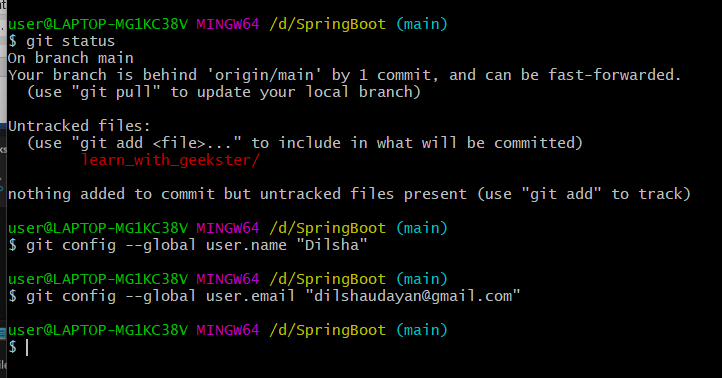 user@LAPTOP-MG1KC38V MINGW64 /d/SpringBoot (main)
$ git status
On branch main
Your branch is behind 'origin/main' by 1 commit, and can be fast-forwarded.
  (use "git pull" to update your local branch)

Untracked files:
  (use "git add <file>..." to include in what will be committed)
        learn_with_geekster/

nothing added to commit but untracked files present (use "git add" to track)

user@LAPTOP-MG1KC38V MINGW64 /d/SpringBoot (main)
$ git config --global user.name "Dilsha"

user@LAPTOP-MG1KC38V MINGW64 /d/SpringBoot (main)
$ git config --global user.email "dilshaudayan@gmail.com"

user@LAPTOP-MG1KC38V MINGW64 /d/SpringBoot (main)
$